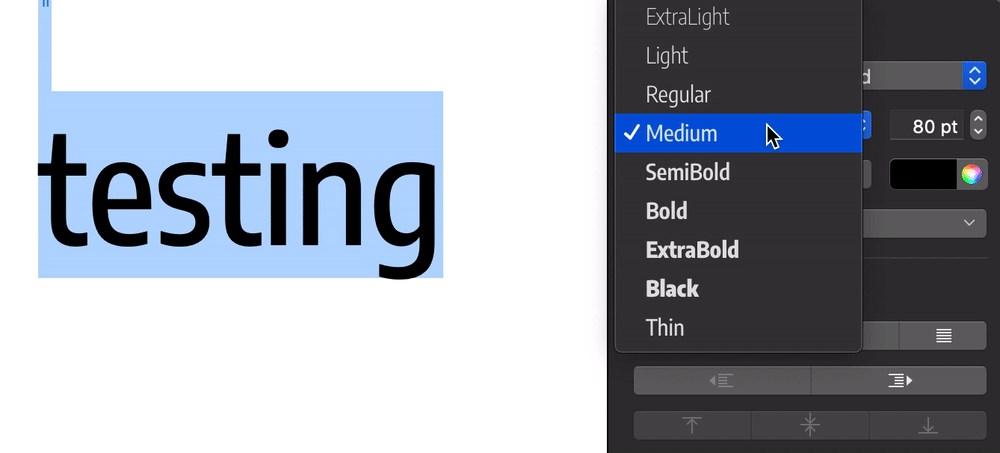 testing
ExtraLight
Light
Regular
Medium
SemiBold
Bold
ExtraBold
Black
Thin
80 pt